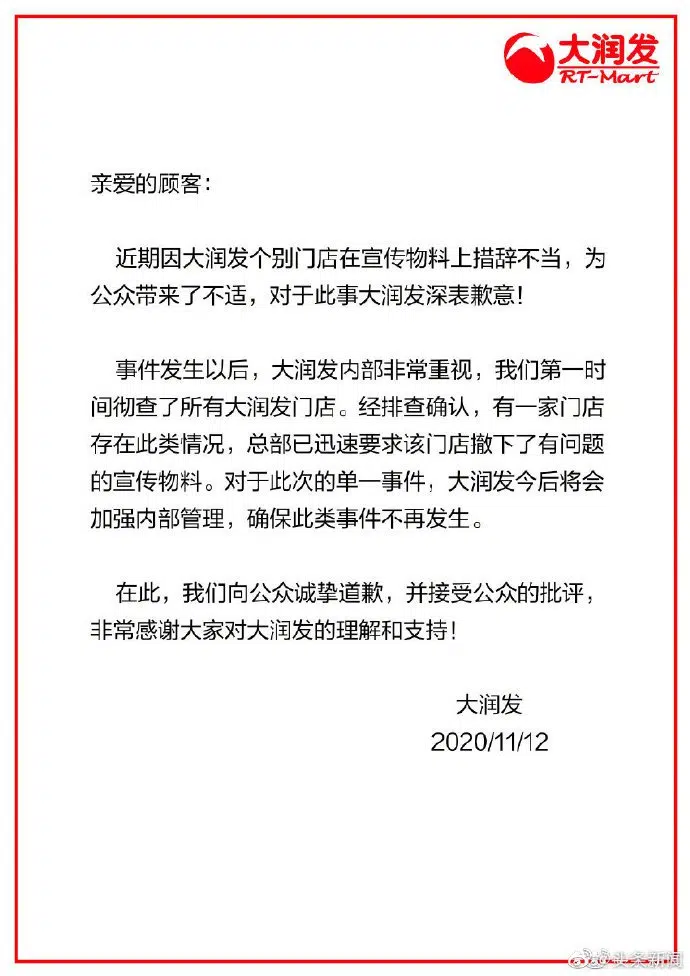 大润发
RT-Mart
亲爱的顾客：
近期因大润发个别门店在宣传物料上措辞不当，为
公众带来了不适，对于此事大润发深表歉意！
事件发生以后，大润发内部非常重视，我们第一时
间彻查了所有大润发门店。经排查确认，有一家门店
存在此类情况，总部已迅速要求该门店撤下了有问题
的宣传物料。对于此次的单一事件，大润发今后将会
加强内部管理，确保此类事件不再发生。
在此，我们向公众诚挚道歉，并接受公众的批评，
非常感谢大家对大润发的理解和支持！
大润发
2020/11/12
头条新闻